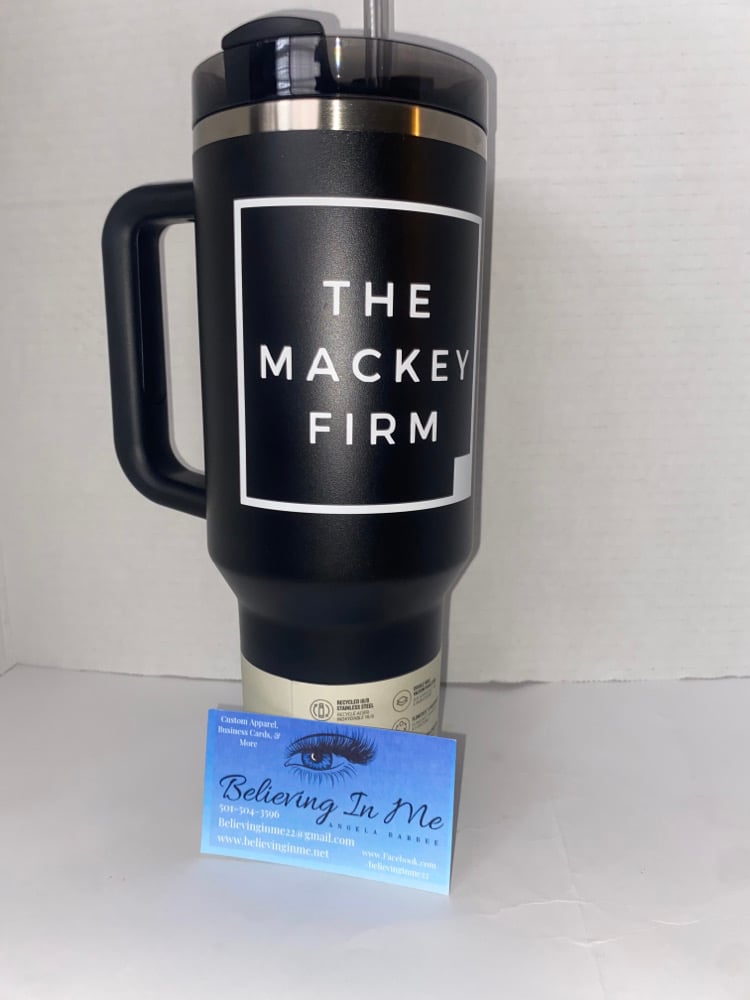 THE
MACKEY
FIRM
RECYCLED 18/8
STAINLESS STEEL
Custom Apparel,
Business Cards, &
More
Believing In Me
ANGELA DABBEE
501-504-3596
Believinginme22@gmail.com
www.believinginme.net
www.Facebook.com
believinginme22